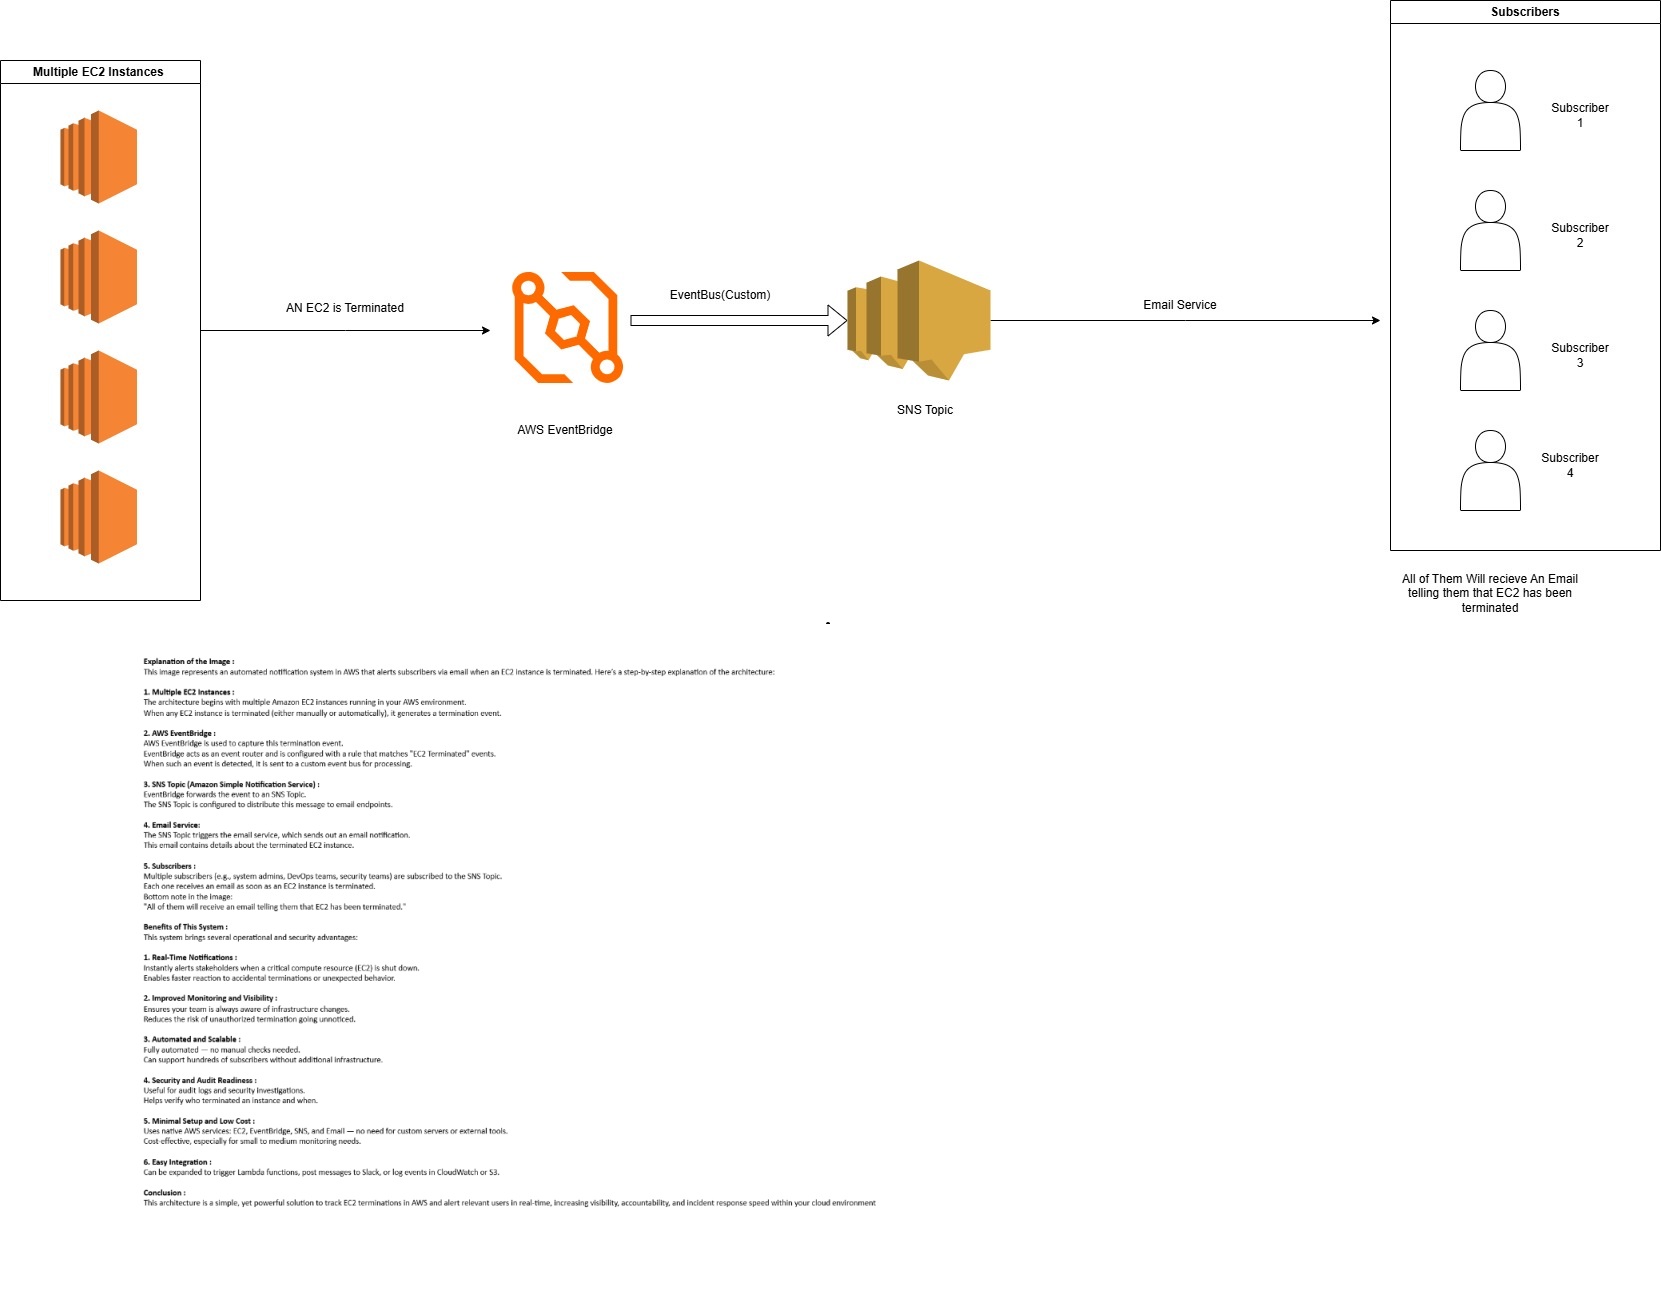 Subscribers
Multiple EC2 Instances
Subscriber
1
Subscriber
2
AN EC2 is Terminated
EventBus(Custom)
Email Service
Subscriber
3
SNS Topic
AWS EventBridge
Subscriber
4
All of Them Will recieve An Email
telling them that EC2 has been
terminated
Explanation of the Image :
This image represents an automated notification system in AWS that alerts subscribers via email when an EC2 instance is terminated. Here's a step-by-step explanation of the architecture:
1. Multiple EC2 Instances :
The architecture begins with multiple Amazon EC2 instances running in your AWS environment.
When any EC2 instance is terminated (either manually or automatically), it generates a termination event.
2. AWS EventBridge :
AWS EventBridge is used to capture this termination event.
EventBridge acts as an event router and is configured with a rule that matches "EC2 Terminated" events.
When such an event is detected, it is sent to a custom event bus for processing.
3. SNS Topic (Amazon Simple Notification Service) :
EventBridge forwards the event to an SNS Topic.
The SNS Topic is configured to distribute this message to email endpoints.
4. Email Service:
The SNS Topic triggers the email service, which sends out an email notification.
This email contains details about the terminated EC2 instance.
5. Subscribers :
Multiple subscribers (e.g., system admins, DevOps teams, security teams) are subscribed to the SNS Topic.
Each one receives an email as soon as an EC2 instance is terminated.
Bottom note in the image:
"All of them will receive an email telling them that EC2 has been terminated."
Benefits of This System :
This system brings several operational and security advantages:
1. Real-Time Notifications :
Instantly alerts stakeholders when a critical compute resource (EC2) is shut down.
Enables faster reaction to accidental terminations or unexpected behavior.
2. Improved Monitoring and Visibility :
Ensures your team is always aware of infrastructure changes.
Reduces the risk of unauthorized termination going unnoticed.
3. Automated and Scalable :
Fully automated — no manual checks needed.
Can support hundreds of subscribers without additional infrastructure.
4. Security and Audit Readiness :
Useful for audit logs and security investigations.
Helps verify who terminated an instance and when.
5. Minimal Setup and Low Cost :
Uses native AWS services: EC2, EventBridge, SNS, and Email — no need for custom servers or external tools.
Cost-effective, especially for small to medium monitoring needs.
6. Easy Integration :
Can be expanded to trigger Lambda functions, post messages to Slack, or log events in CloudWatch or S3.
Conclusion :
This architecture is a simple, yet powerful solution to track EC2 terminations in AWS and alert relevant users in real-time, increasing visibility, accountability, and incident response speed within your cloud environment